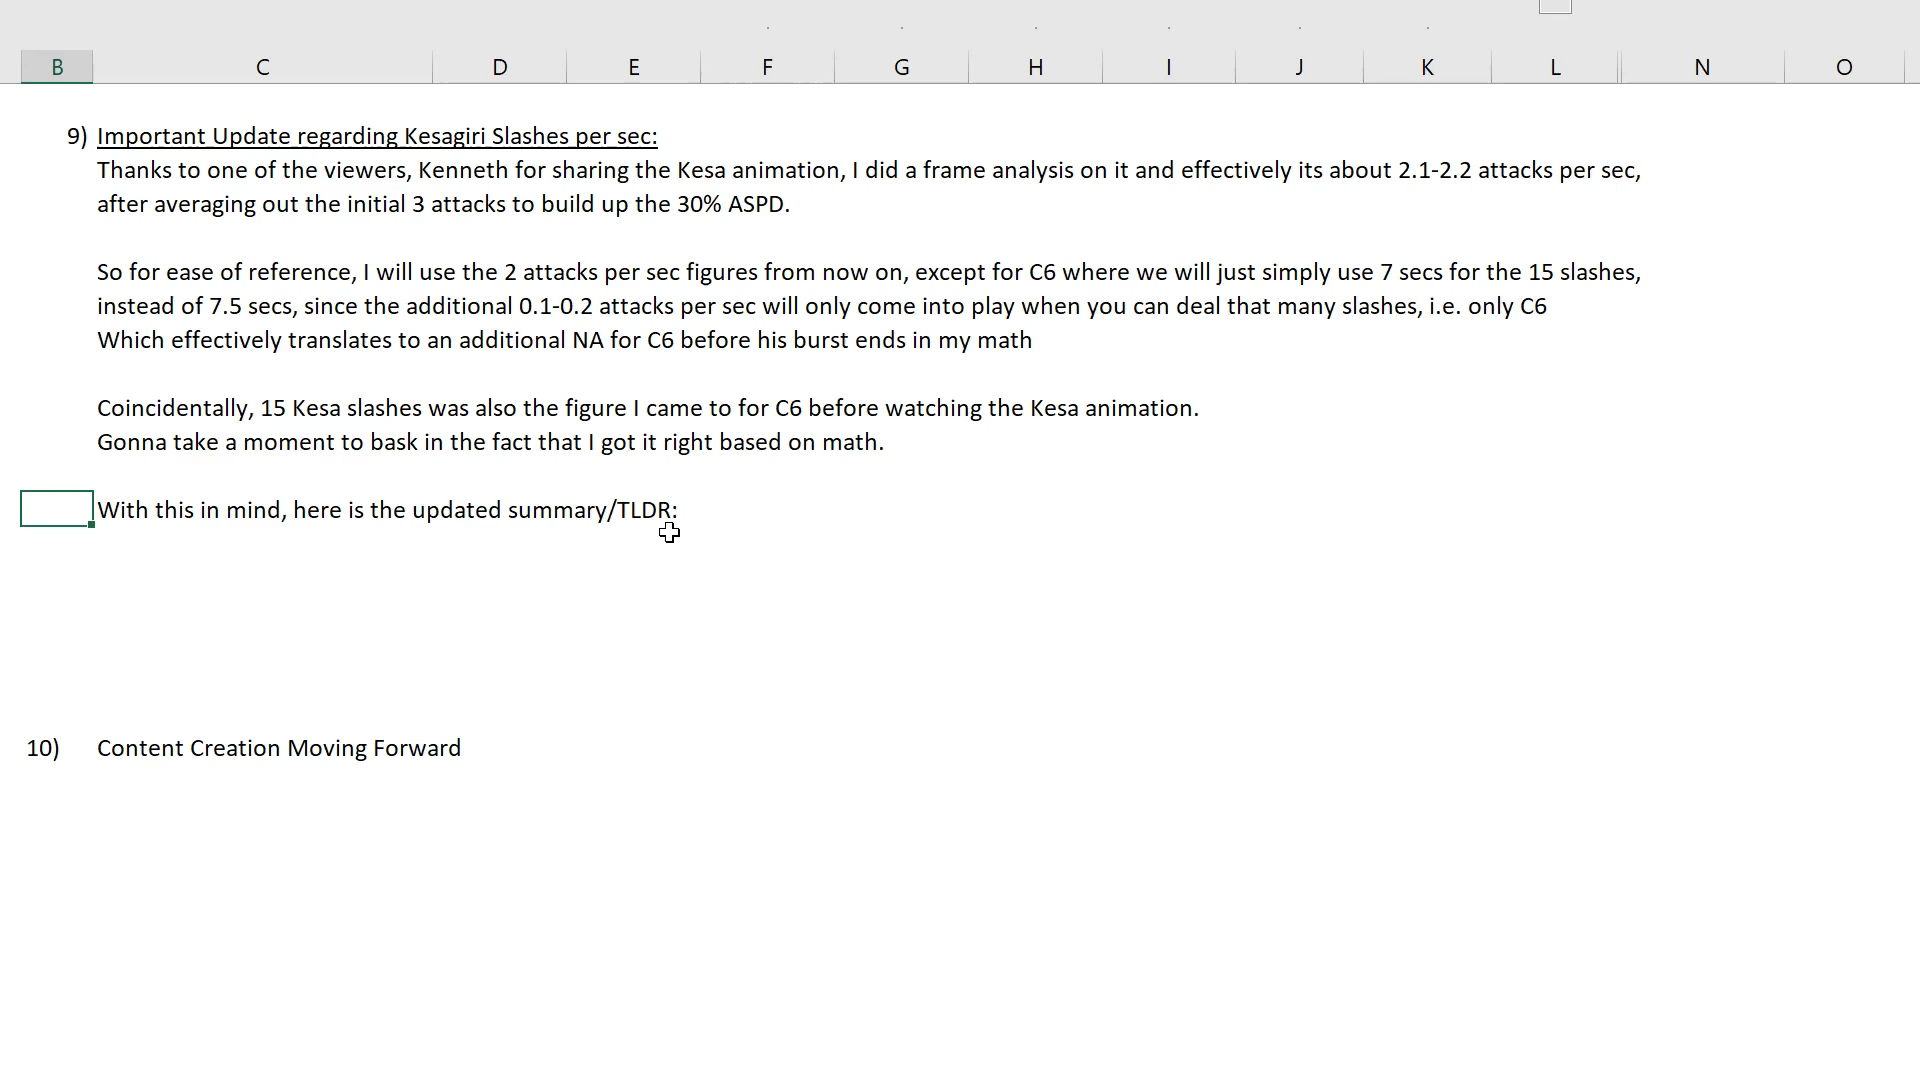 B C D E F G H I J K L N O
9) Important Update regarding Kesagiri Slashes per sec:
Thanks to one of the viewers, Kenneth for sharing the Kesa animation, I did a frame analysis on it and effectively its about 2.1-2.2 attacks per sec,
after averaging out the initial 3 attacks to build up the 30% ASPD.
So for ease of reference, I will use the 2 attacks per sec figures from now on, except for C6 where we will just simply use 7 secs for the 15 slashes,
instead of 7.5 secs, since the additional 0.1-0.2 attacks per sec will only come into play when you can deal that many slashes, i.e. only C6
Which effectively translates to an additional NA for C6 before his burst ends in my math
Coincidentally, 15 Kesa slashes was also the figure I came to for C6 before watching the Kesa animation.
Gonna take a moment to bask in the fact that I got it right based on math.
With this in mind, here is the updated summary/TLDR:
10) Content Creation Moving Forward